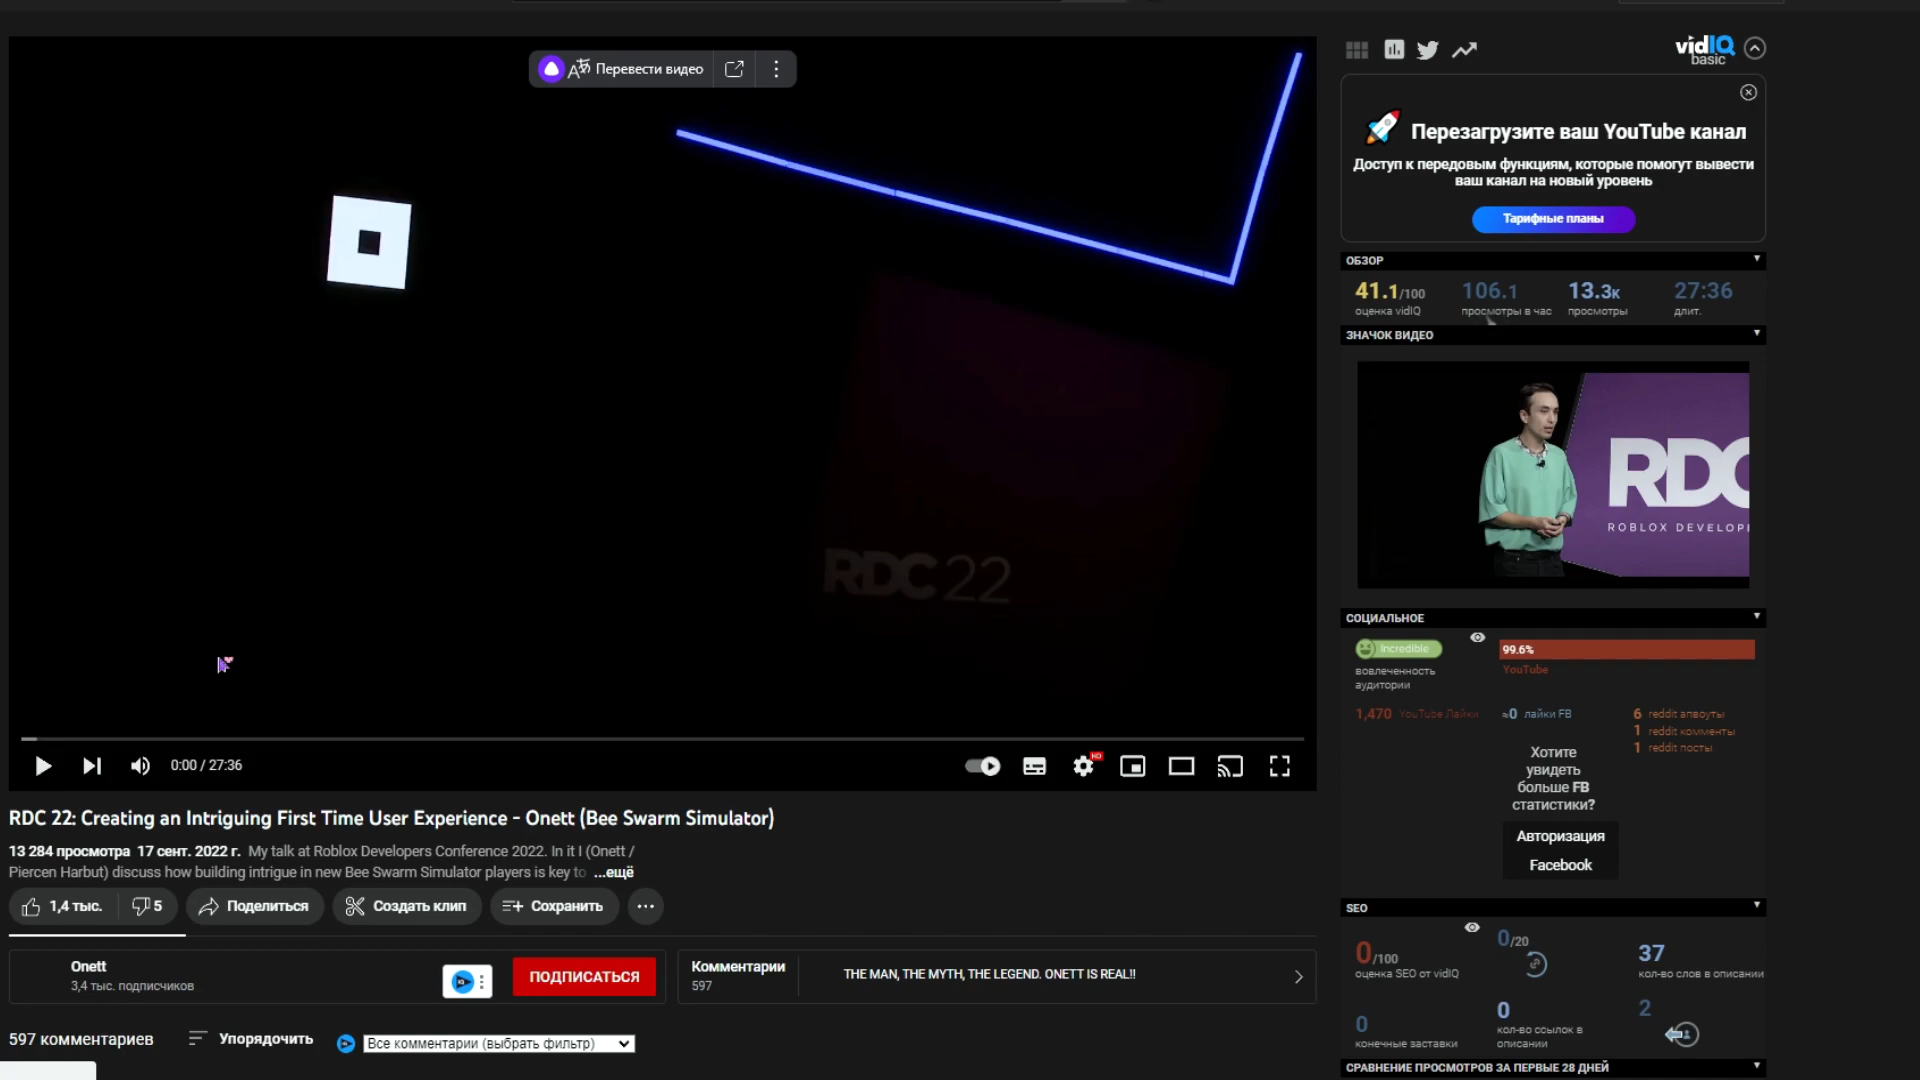 Перевести видео
RDC 22
0:00 / 27:36
HD
RDC 22: Creating an Intriguing First Time User Experience - Onett (Bee Swarm Simulator)
13 284 просмотра 17 сент. 2022 г. My talk at Roblox Developers Conference 2022. In it I (Onett /
Piercen Harbut) discuss how building intrigue in new Bee Swarm Simulator players is key to ...ещё
1,4 тыс.
5
Поделиться
Создать клип
Сохранить
Onett
3,4 тыс. подписчиков
ПОДПИСАТЬСЯ
Комментарии
597
THE MAN, THE MYTH, THE LEGEND. ONETT IS REAL!!
597 комментариев
Упорядочить
Все комментарии (выбрать фильтр)
vidIQ
basic
Перезагрузите ваш YouTube канал
Доступ к передовым функциям, которые помогут вывести
ваш канал на новый уровень
Тарифные планы
ОБЗОР
41.1/100 106.1 13.3к 27:36
оценка vidIQ просмотры в час просмотры длит.
ЗНАЧОК ВИДЕО
RDC
ROBLOX DEVELOP
СОЦИАЛЬНОЕ
Incredible
вовлеченность
аудитории
99.6%
YouTube
1,470 YouTube Лайки
≈0 лайки FB
6 reddit апвоуты
1 reddit комменты
1 reddit посты
Хотите
увидеть
больше FB
статистики?
Авторизация
Facebook
SEO
0/100
оценка SEO от vidIQ
0/20
37
кол-во слов в описании
0
конечные заставки
0
кол-во ссылок в
описании
2
СРАВНЕНИЕ ПРОСМОТРОВ ЗА ПЕРВЫЕ 28 ДНЕЙ